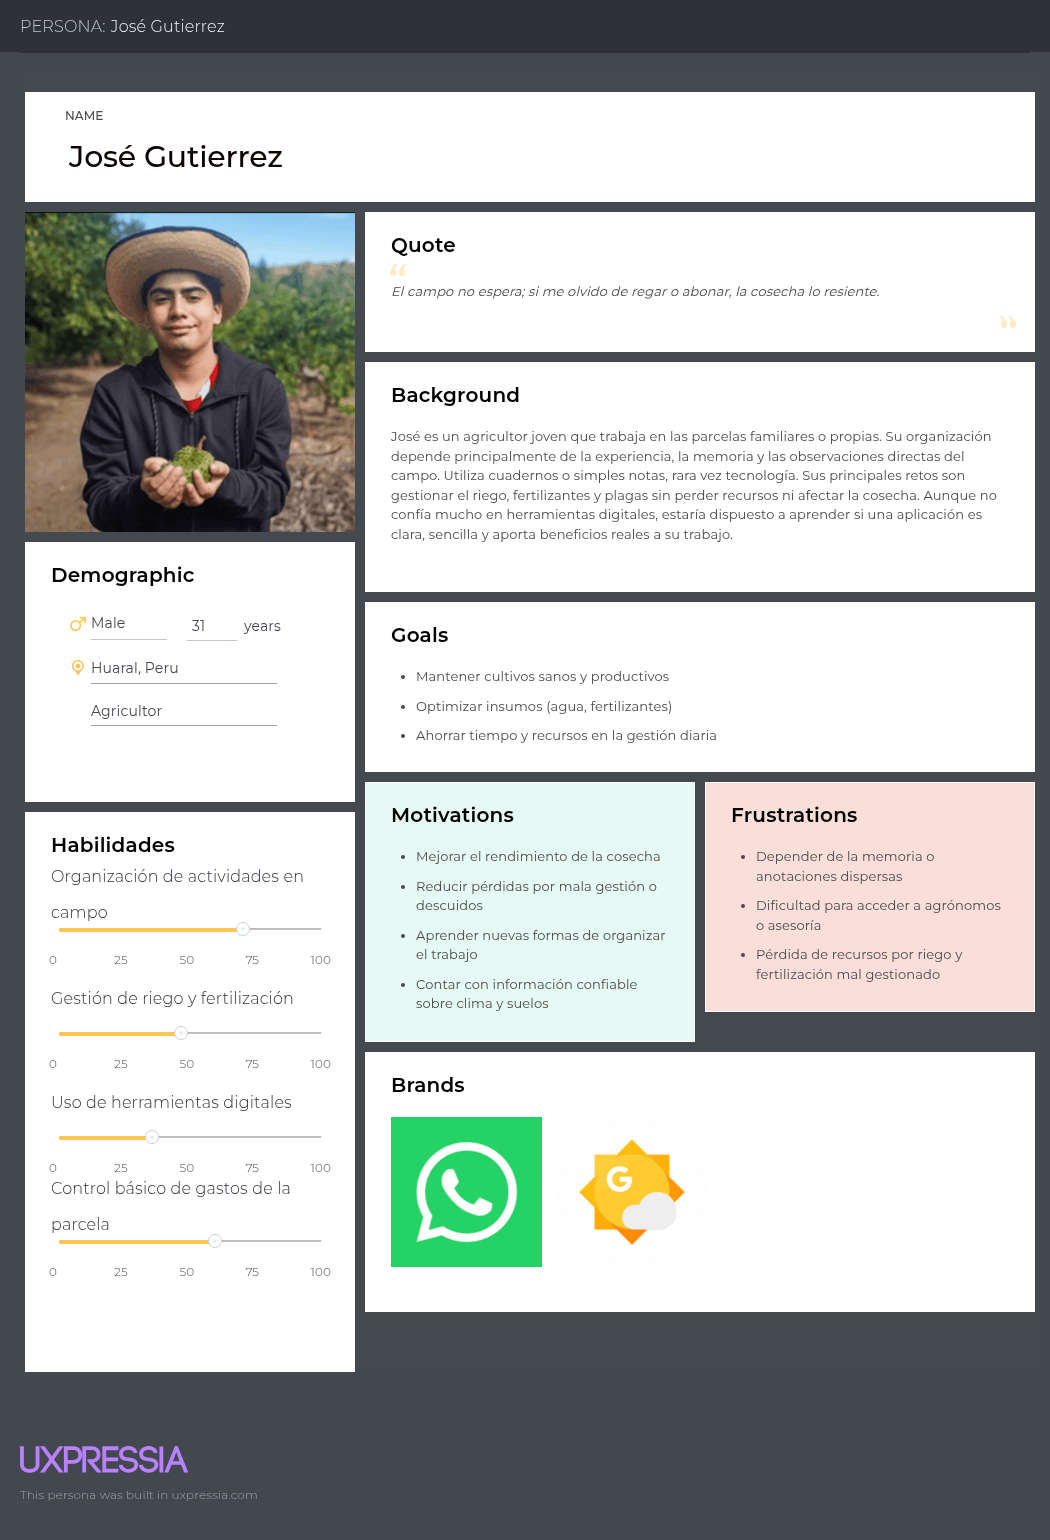 PERSONA: José Gutierrez
NAME
José Gutierrez
Quote
“
El campo no espera; si me olvido de regar o abonar, la cosecha lo resiente.
”
Background
José es un agricultor joven que trabaja en las parcelas familiares o propias. Su organización
depende principalmente de la experiencia, la memoria y las observaciones directas del
campo. Utiliza cuadernos o simples notas, rara vez tecnología. Sus principales retos son
gestionar el riego, fertilizantes y plagas sin perder recursos ni afectar la cosecha. Aunque no
confía mucho en herramientas digitales, estaría dispuesto a aprender si una aplicación es
clara, sencilla y aporta beneficios reales a su trabajo.
Demographic
Male 31 years
Huaral, Peru
Agricultor
Goals
• Mantener cultivos sanos y productivos
• Optimizar insumos (agua, fertilizantes)
• Ahorrar tiempo y recursos en la gestión diaria
Habilidades
Organización de actividades en
campo
0 25 50 75 100
Gestión de riego y fertilización
0 25 50 75 100
Uso de herramientas digitales
0 25 50 75 100
Control básico de gastos de la
parcela
0 25 50 75 100
Motivations
• Mejorar el rendimiento de la cosecha
• Reducir pérdidas por mala gestión o
descuidos
• Aprender nuevas formas de organizar
el trabajo
• Contar con información confiable
sobre clima y suelos
Frustrations
• Depender de la memoria o
anotaciones dispersas
• Dificultad para acceder a agrónomos
o asesoría
• Pérdida de recursos por riego y
fertilización mal gestionado
Brands
G
UXPRESSIA
This persona was built in uxpressia.com